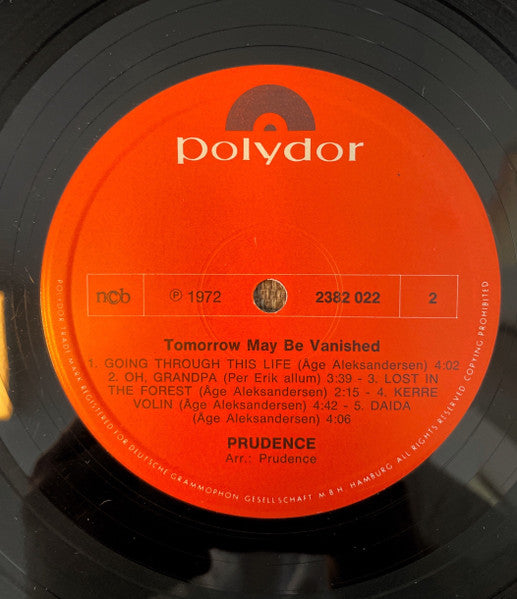 polydor
ncb
℗ 1972
2382 022
2
Tomorrow May Be Vanished
1. GOING THROUGH THIS LIFE (Åge Aleksandersen) 4:02
2. OH, GRANDPA (Per Erik allum) 3:39 - 3. LOST IN
THE FOREST (Åge Aleksandersen) 2:15 - 4. KERRE
VOLIN (Åge Aleksandersen) 4:42 - 5. DAIDA
(Åge Aleksandersen) 4:06
PRUDENCE
Arr.: Prudence
POLYDOR TRADE MARK REGISTERED FOR DEUTSCHE GRAMMOPHON GESELLSCHAFT M B H, HAMBURG ALL RIGHTS RESERVED COPYING PROHIBITED